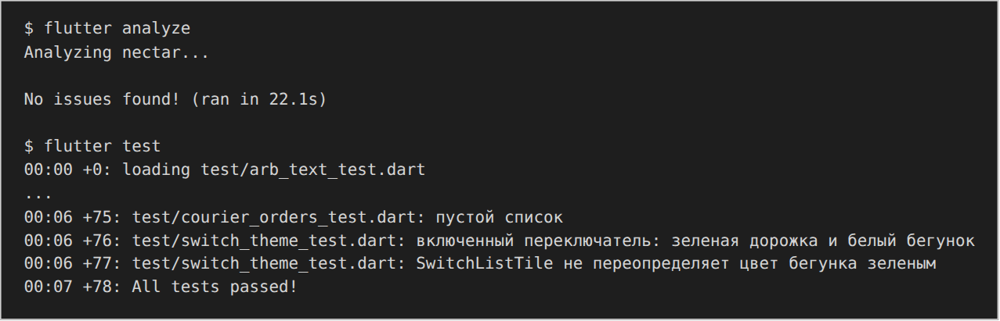 $ flutter analyze
Analyzing nectar...
No issues found! (ran in 22.1s)
$ flutter test
00:00 +0: loading test/arb_text_test.dart
...
00:06 +75: test/courier_orders_test.dart: пустой список
00:06 +76: test/switch_theme_test.dart: включенный переключатель: зеленая дорожка и белый бегунок
00:06 +77: test/switch_theme_test.dart: SwitchListTile не переопределяет цвет бегунка зеленым
00:07 +78: All tests passed!